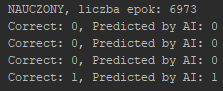 NAUCZONY, liczba epok: 6973
Correct: 0, Predicted by AI: 0
Correct: 0, Predicted by AI: 0
Correct: 0, Predicted by AI: 0
Correct: 1, Predicted by AI: 1